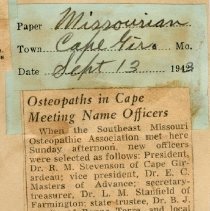 Paper Missourian
Town Cape Gir. Mo.
Date Sept 13 1942
Osteopaths in Cape
Meeting Name Officers
When the Southeast Missouri
Osteopathic Association met here
Sunday afternoon, new officers
were selected as follows: President,
Dr. R. M. Stevenson of Cape Gir-
ardeau; vice president, Dr. E. C.
Masters of Advance; secretary-
treasurer, Dr. L. M. Stanfield of
Farmington; state trustee, Dr. B. L.